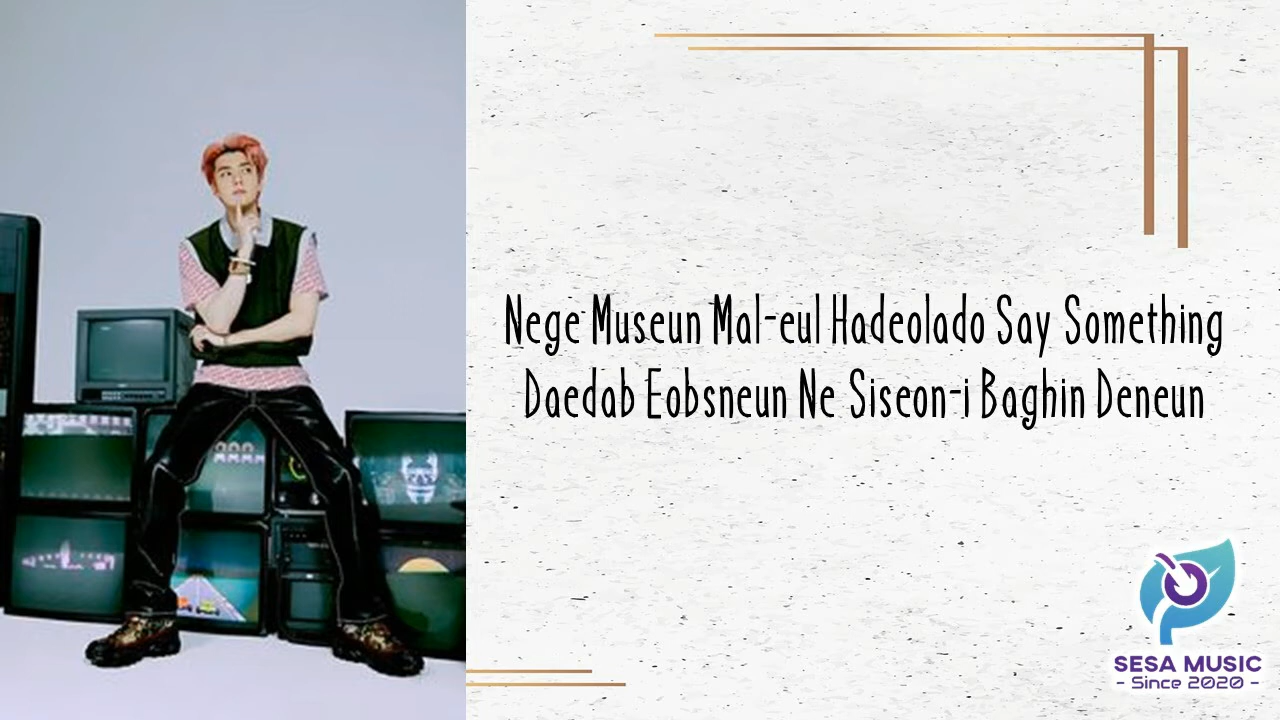 Nege Museun Mal-eul Hadeolado Say Something
Daedab Eobsneun Ne Siseon-i Baghin Deneun
SESA MUSIC
- Since 2020 -